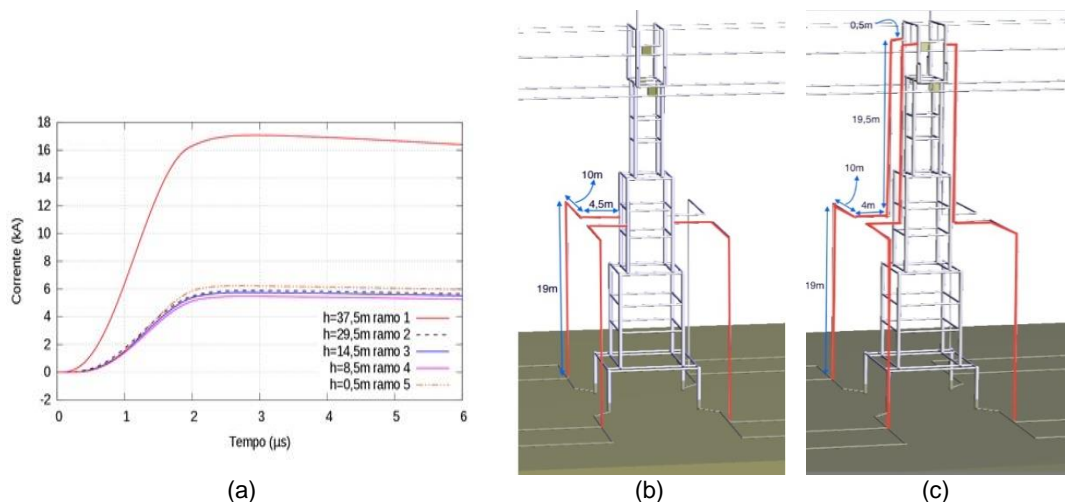 Corrente (kA)
18
16
14
12
10
8
6
4
2
0
-2
h=37,5m ramo 1
h=29,5m ramo 2
h=14,5m ramo 3
h=8,5m ramo 4
h=0,5m ramo 5
0 1 2 3 4 5 6
Tempo (µs)
(a)
10m
4,5m
19m
(b)
0,5m
19,5m
10m
4m
19m
(c)